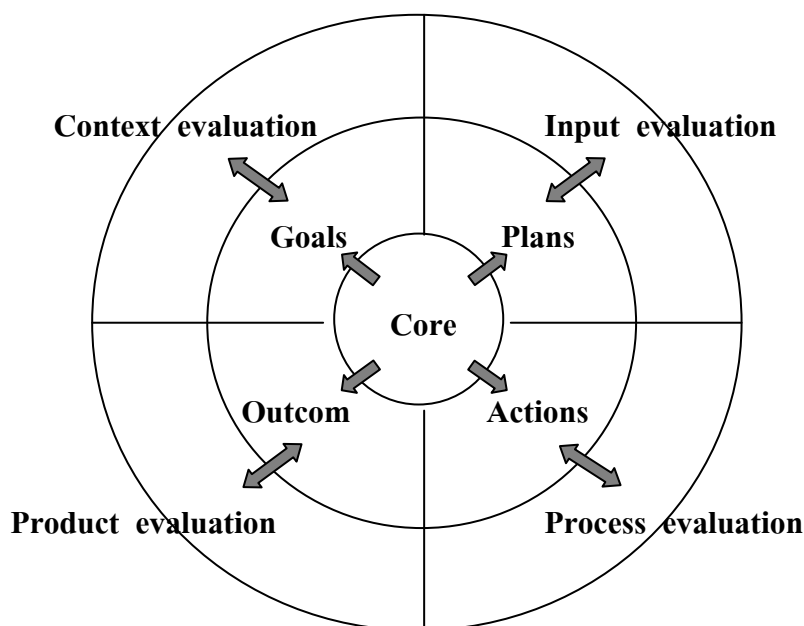 Context evaluation
Input evaluation
Goals
Plans
Core
Outcom
Actions
Product evaluation
Process evaluation